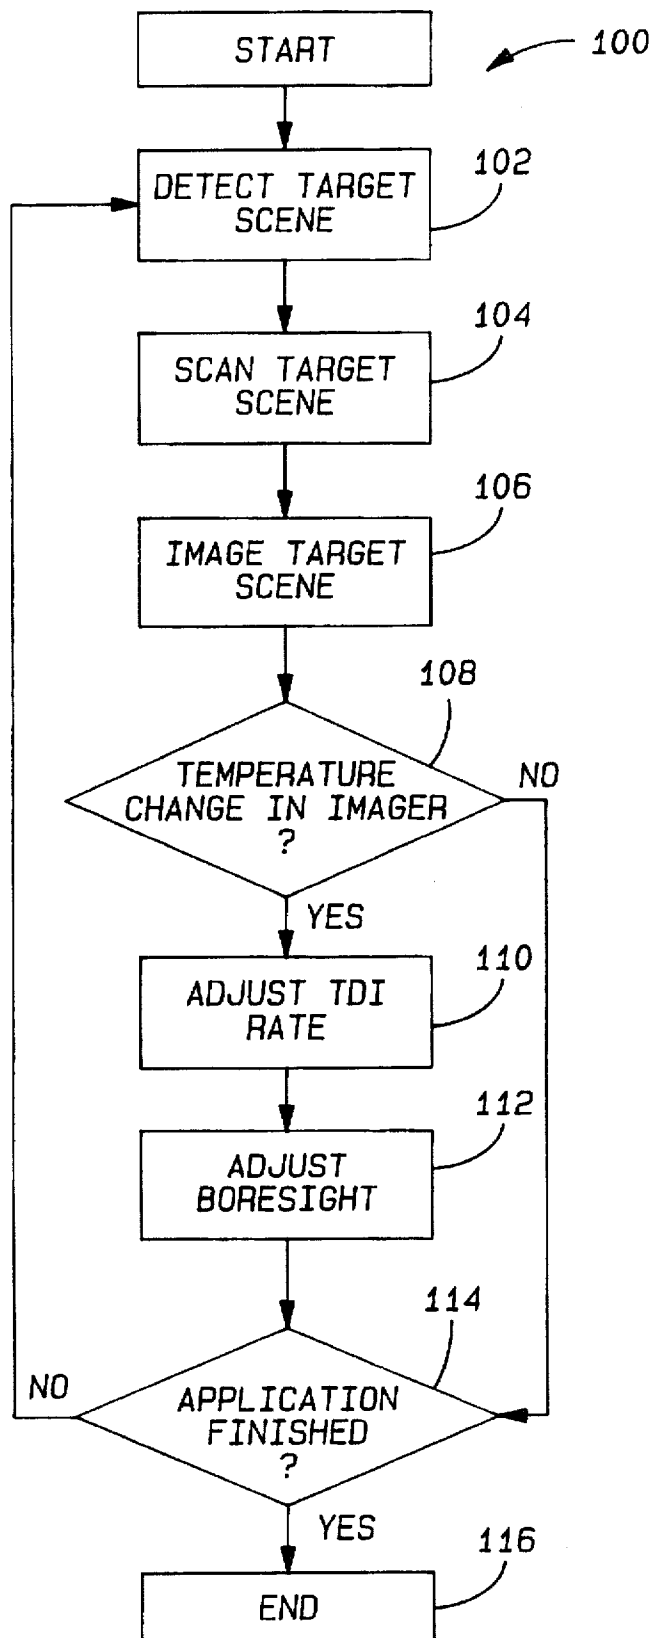 START
100
DETECT TARGET
SCENE
102
SCAN TARGET
SCENE
104
IMAGE TARGET
SCENE
106
108
TEMPERATURE
CHANGE IN IMAGER
?
NO
YES
ADJUST TDI
RATE
110
ADJUST
BORESIGHT
112
114
NO
APPLICATION
FINISHED
?
YES
END
116